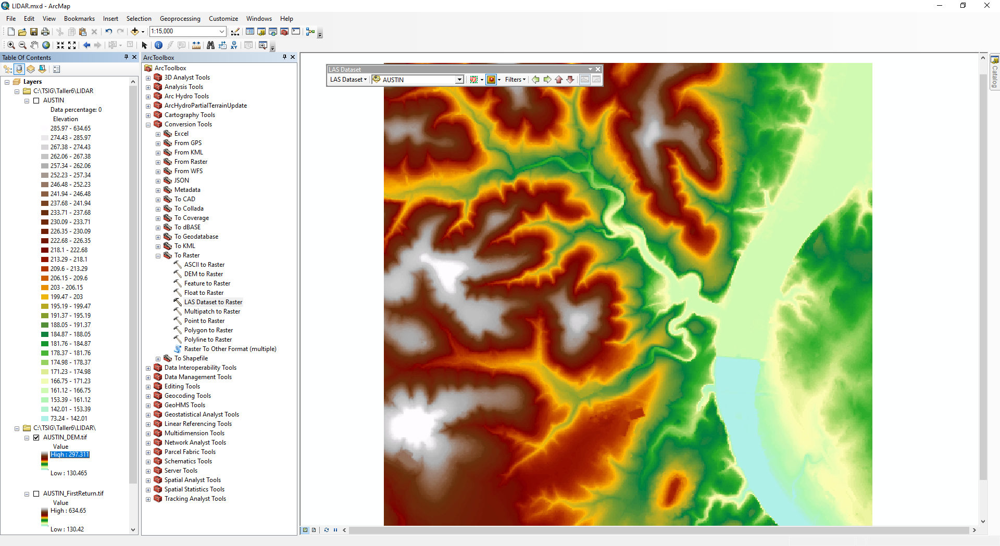 LIDAR.mxd - ArcMap
File Edit View Bookmarks Insert Selection Geoprocessing Customize Windows Help
1:15,000
Table Of Contents
Layers
C:\TSIG\Taller6\LIDAR
AUSTIN
Data percentage: 0
Elevation
285.97 - 634.65
274.43 - 285.97
267.38 - 274.43
262.06 - 267.38
257.34 - 262.06
252.23 - 257.34
246.48 - 252.23
241.94 - 246.48
237.68 - 241.94
233.71 - 237.68
230.09 - 233.71
226.35 - 230.09
222.68 - 226.35
218.1 - 222.68
213.29 - 218.1
209.6 - 213.29
206.15 - 209.6
203 - 206.15
199.47 - 203
195.19 - 199.47
191.37 - 195.19
188.05 - 191.37
184.87 - 188.05
181.76 - 184.87
178.37 - 181.76
174.98 - 178.37
171.23 - 174.98
166.75 - 171.23
161.12 - 166.75
153.39 - 161.12
142.01 - 153.39
73.24 - 142.01
C:\TSIG\Taller6\LIDAR\
AUSTIN_DEM.tif
Value
High : 297.311
Low : 130.465
AUSTIN_FirstReturn.tif
Value
High : 634.65
Low : 130.42
ArcToolbox
ArcToolbox
3D Analyst Tools
Analysis Tools
Arc Hydro Tools
ArcHydroPartialTerrainUpdate
Cartography Tools
Conversion Tools
Excel
From GPS
From KML
From Raster
From WFS
JSON
Metadata
To CAD
To Collada
To Coverage
To dBASE
To Geodatabase
To KML
To Raster
ASCII to Raster
DEM to Raster
Feature to Raster
Float to Raster
LAS Dataset to Raster
Multipatch to Raster
Point to Raster
Polygon to Raster
Polyline to Raster
Raster To Other Format (multiple)
To Shapefile
Data Interoperability Tools
Data Management Tools
Editing Tools
Geocoding Tools
GeoHMS Tools
Geostatistical Analyst Tools
Linear Referencing Tools
Multidimension Tools
Network Analyst Tools
Parcel Fabric Tools
Schematics Tools
Server Tools
Spatial Analyst Tools
Spatial Statistics Tools
Tracking Analyst Tools
LAS Dataset
LAS Dataset AUSTIN Filters
Catalog